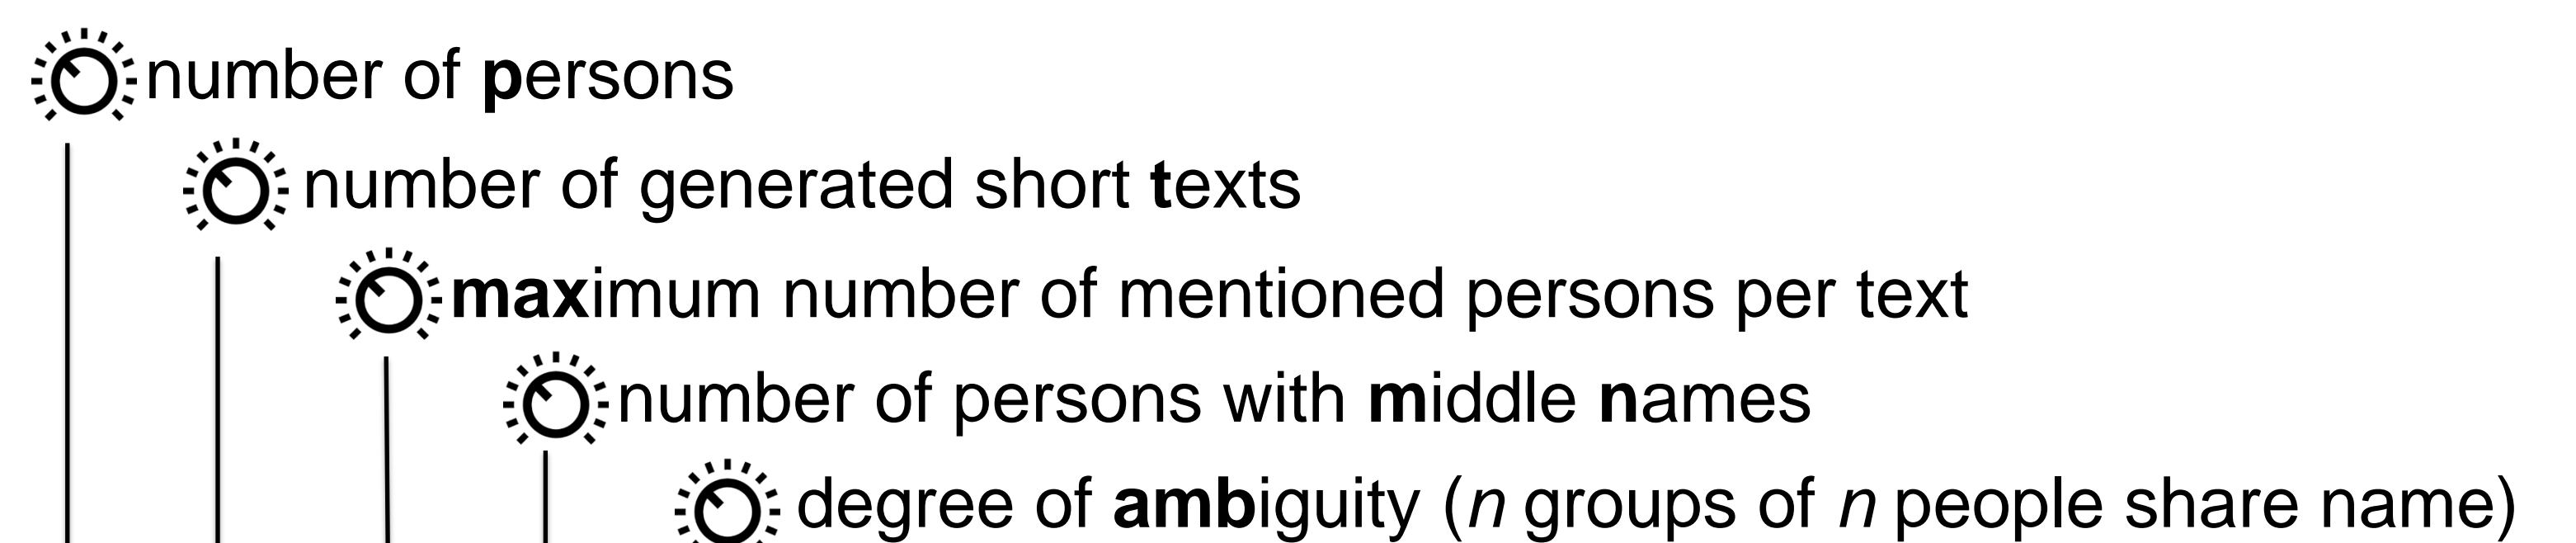 number of persons
number of generated short texts
maximum number of mentioned persons per text
number of persons with middle names
degree of ambiguity (n groups of n people share name)